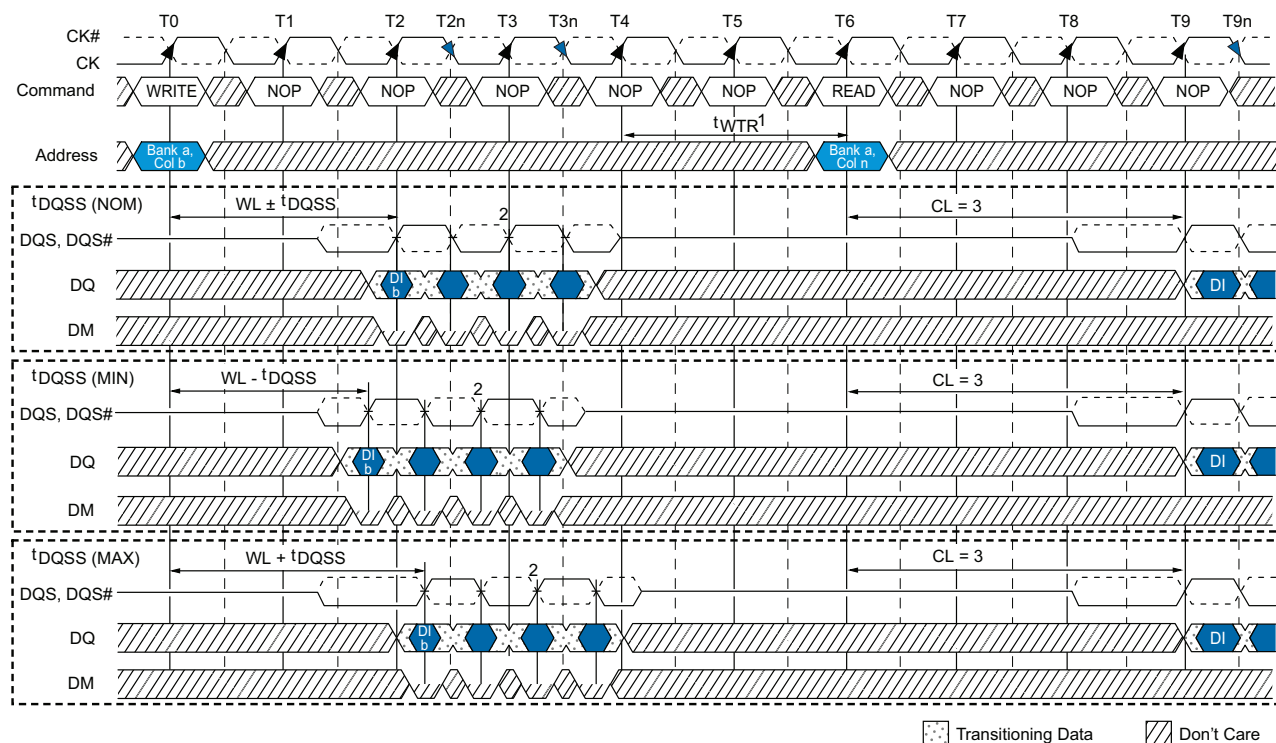 T0 T1 T2 T2n T3 T3n T4 T5 T6 T7 T8 T9 T9n
CK#
CK
Command WRITE NOP NOP NOP NOP NOP READ NOP NOP NOP
tWTR1
Address Bank a, Col b Bank a, Col n
tDQSS (NOM) WL ± tDQSS 2 CL = 3
DQS, DQS#
DQ DI b DI
DM
tDQSS (MIN) WL - tDQSS 2 CL = 3
DQS, DQS#
DQ DI b DI
DM
tDQSS (MAX) WL + tDQSS 2 CL = 3
DQS, DQS#
DQ DI b DI
DM
Transitioning Data Don't Care